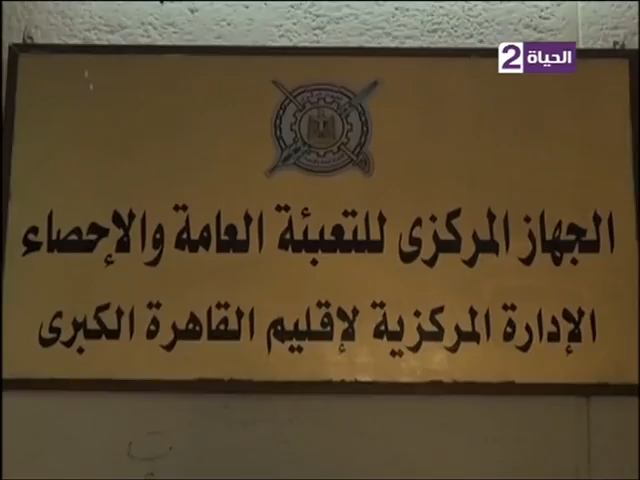 الحياة 2
الجهاز المركزى للتعبئة العامة والإحصاء
الإدارة المركزية لإقليم القاهرة الكبرى